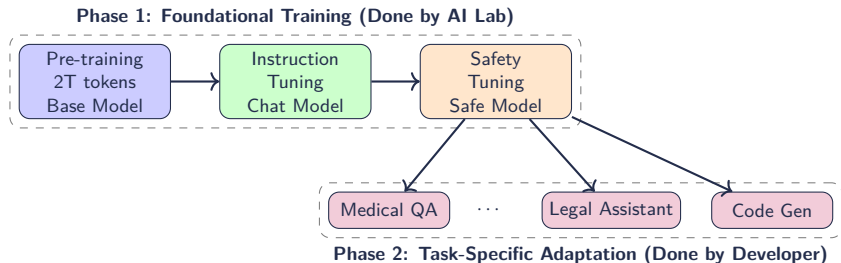 Phase 1: Foundational Training (Done by AI Lab)
Pre-training
2T tokens
Base Model
Instruction
Tuning
Chat Model
Safety
Tuning
Safe Model
Medical QA
...
Legal Assistant
Code Gen
Phase 2: Task-Specific Adaptation (Done by Developer)